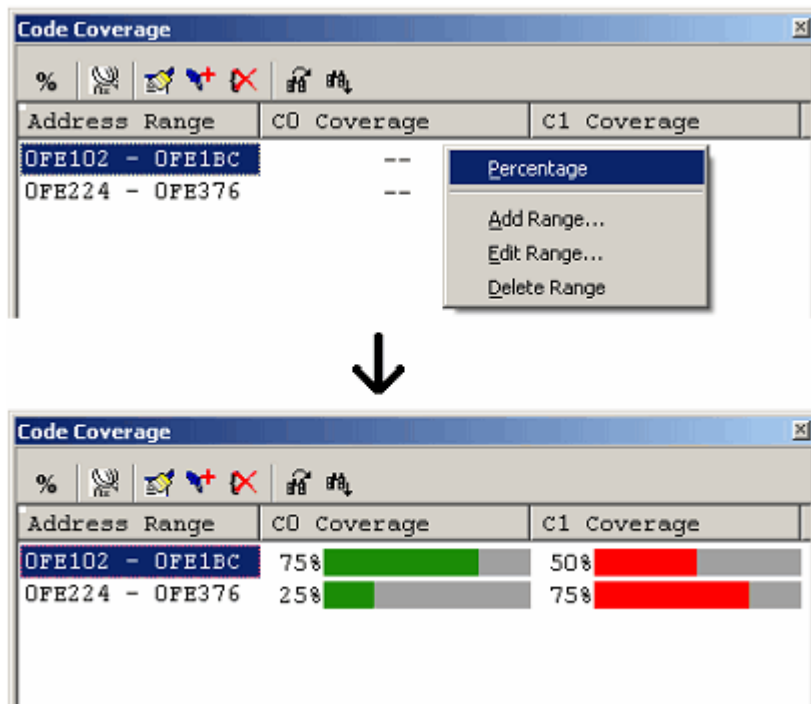 Code Coverage
%
Address Range C0 Coverage C1 Coverage
0FE102 - 0FE1BC --
0FE224 - 0FE376 --
Percentage
Add Range...
Edit Range...
Delete Range
Code Coverage
%
Address Range C0 Coverage C1 Coverage
0FE102 - 0FE1BC 75% 50%
0FE224 - 0FE376 25% 75%